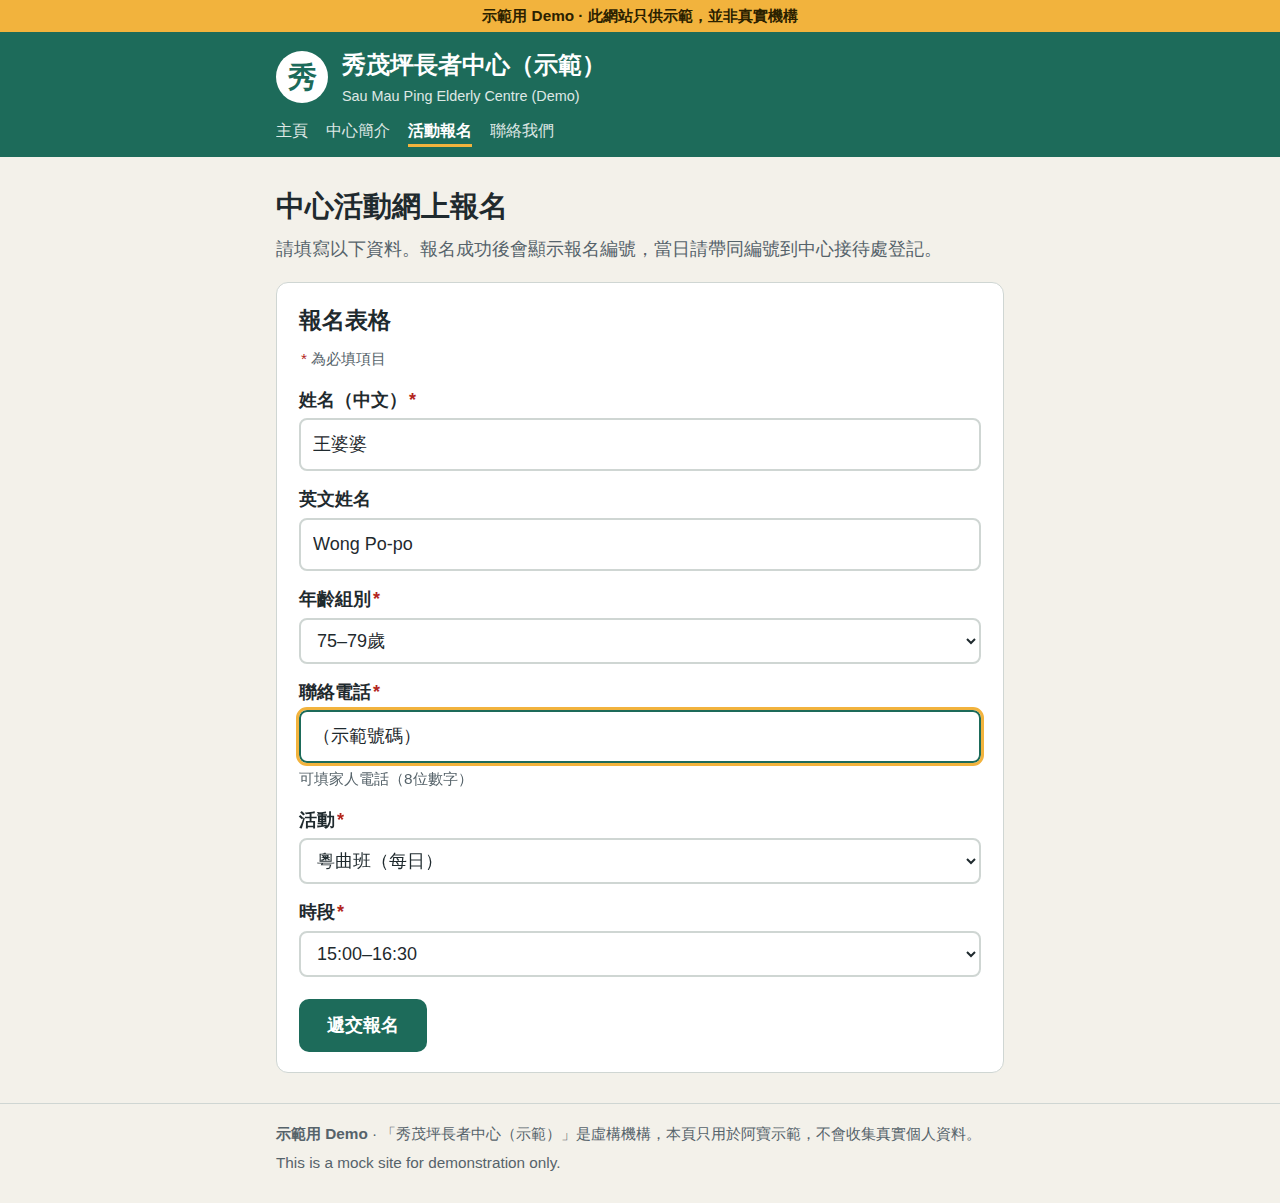 示範用 Demo · 此網站只供示範，並非真實機構
秀
秀茂坪長者中心（示範）
Sau Mau Ping Elderly Centre (Demo)
主頁 中心簡介 活動報名 聯絡我們
中心活動網上報名
請填寫以下資料。報名成功後會顯示報名編號，當日請帶同編號到中心接待處登記。
報名表格
* 為必填項目
姓名（中文）*
王婆婆
英文姓名
Wong Po-po
年齡組別*
75–79歲
聯絡電話*
（示範號碼）
可填家人電話（8位數字）
活動*
粵曲班（每日）
時段*
15:00–16:30
遞交報名
示範用 Demo · 「秀茂坪長者中心（示範）」是虛構機構，本頁只用於阿寶示範，不會收集真實個人資料。
This is a mock site for demonstration only.